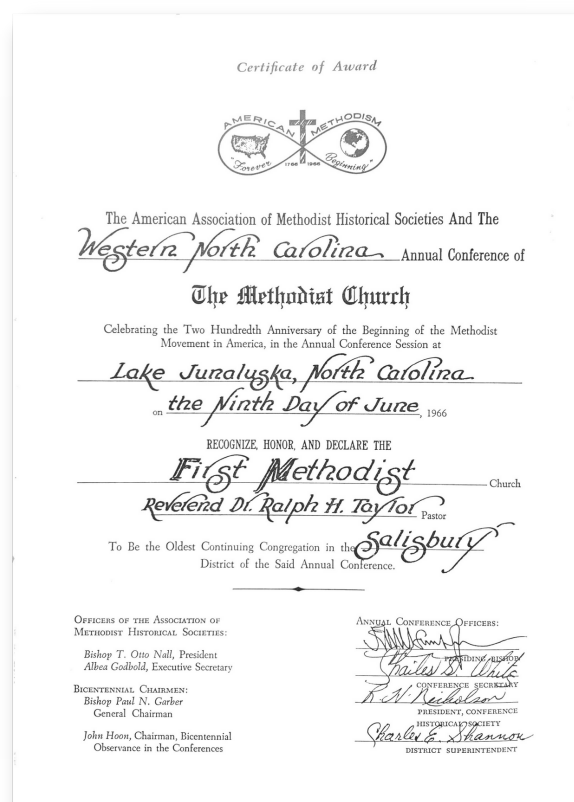 Certificate of Award
AMERICAN METHODISM
"Forever 1766 1966 Beginning"
The American Association of Methodist Historical Societies And The
Western North Carolina Annual Conference of
The Methodist Church
Celebrating the Two Hundredth Anniversary of the Beginning of the Methodist
Movement in America, in the Annual Conference Session at
Lake Junaluska, North Carolina
on the Ninth Day of June, 1966
RECOGNIZE, HONOR, AND DECLARE THE
First Methodist Church
Reverend Dr. Ralph H. Taylor Pastor
To Be the Oldest Continuing Congregation in the Salisbury
District of the Said Annual Conference.
OFFICERS OF THE ASSOCIATION OF
METHODIST HISTORICAL SOCIETIES:
Bishop T. Otto Nall, President
Albea Godbold, Executive Secretary
BICENTENNIAL CHAIRMEN:
Bishop Paul N. Garber
General Chairman
John Hoon, Chairman, Bicentennial
Observance in the Conferences
ANNUAL CONFERENCE OFFICERS:
PRESIDING BISHOP
Charles D. White
CONFERENCE SECRETARY
R. H. Nicholson
PRESIDENT, CONFERENCE
HISTORICAL SOCIETY
Charles E. Shannon
DISTRICT SUPERINTENDENT